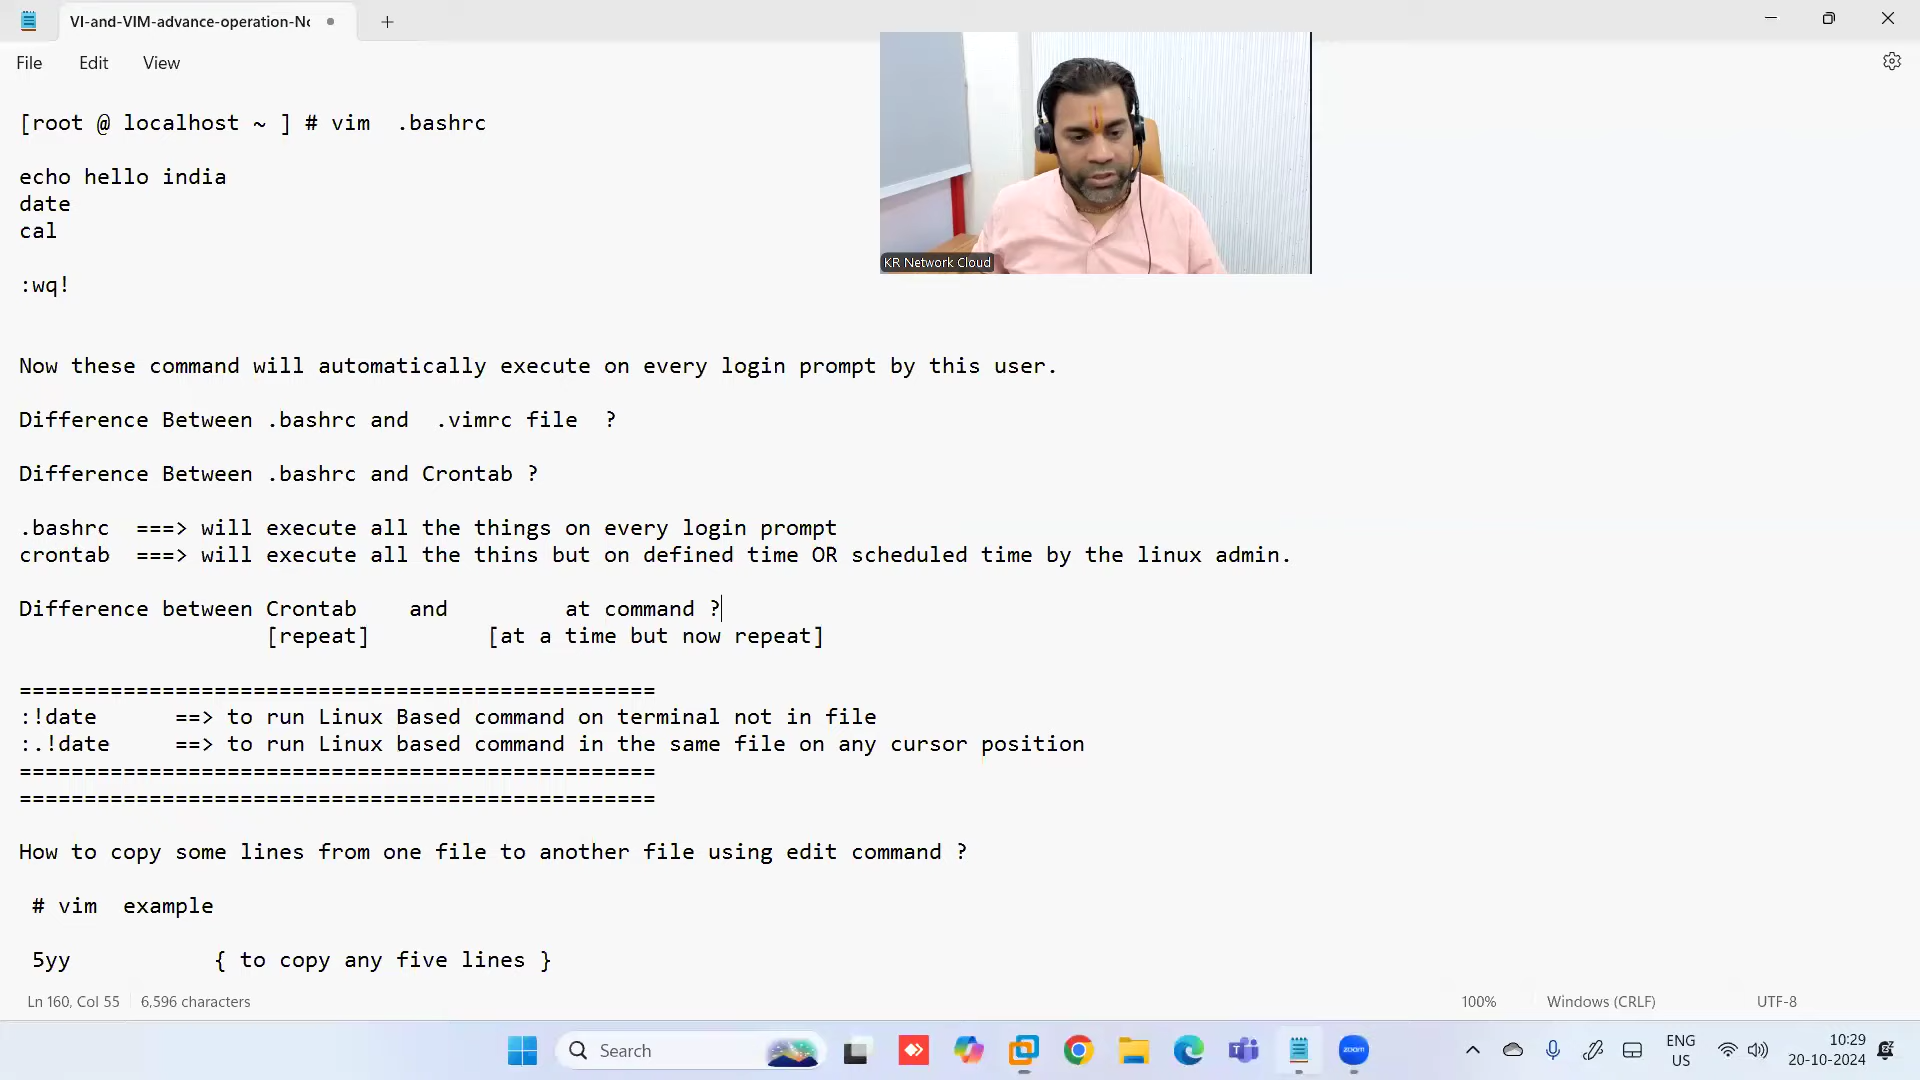 VI-and-VIM-advance-operation-No
File Edit View
[root @ localhost ~ ] # vim .bashrc
echo hello india
date
cal
:wq!
KR Network Cloud
Now these command will automatically execute on every login prompt by this user.
Difference Between .bashrc and .vimrc file ?
Difference Between .bashrc and Crontab ?
.bashrc ===> will execute all the things on every login prompt
crontab ===> will execute all the thins but on defined time OR scheduled time by the linux admin.
Difference between Crontab and at command ?
[repeat] [at a time but now repeat]
=================================================
:!date ==> to run Linux Based command on terminal not in file
:.!date ==> to run Linux based command in the same file on any cursor position
=================================================
=================================================
How to copy some lines from one file to another file using edit command ?
# vim example
5yy { to copy any five lines }
Ln 160, Col 55 6,596 characters 100% Windows (CRLF) UTF-8
Search zoom ENG US 10:29 20-10-2024